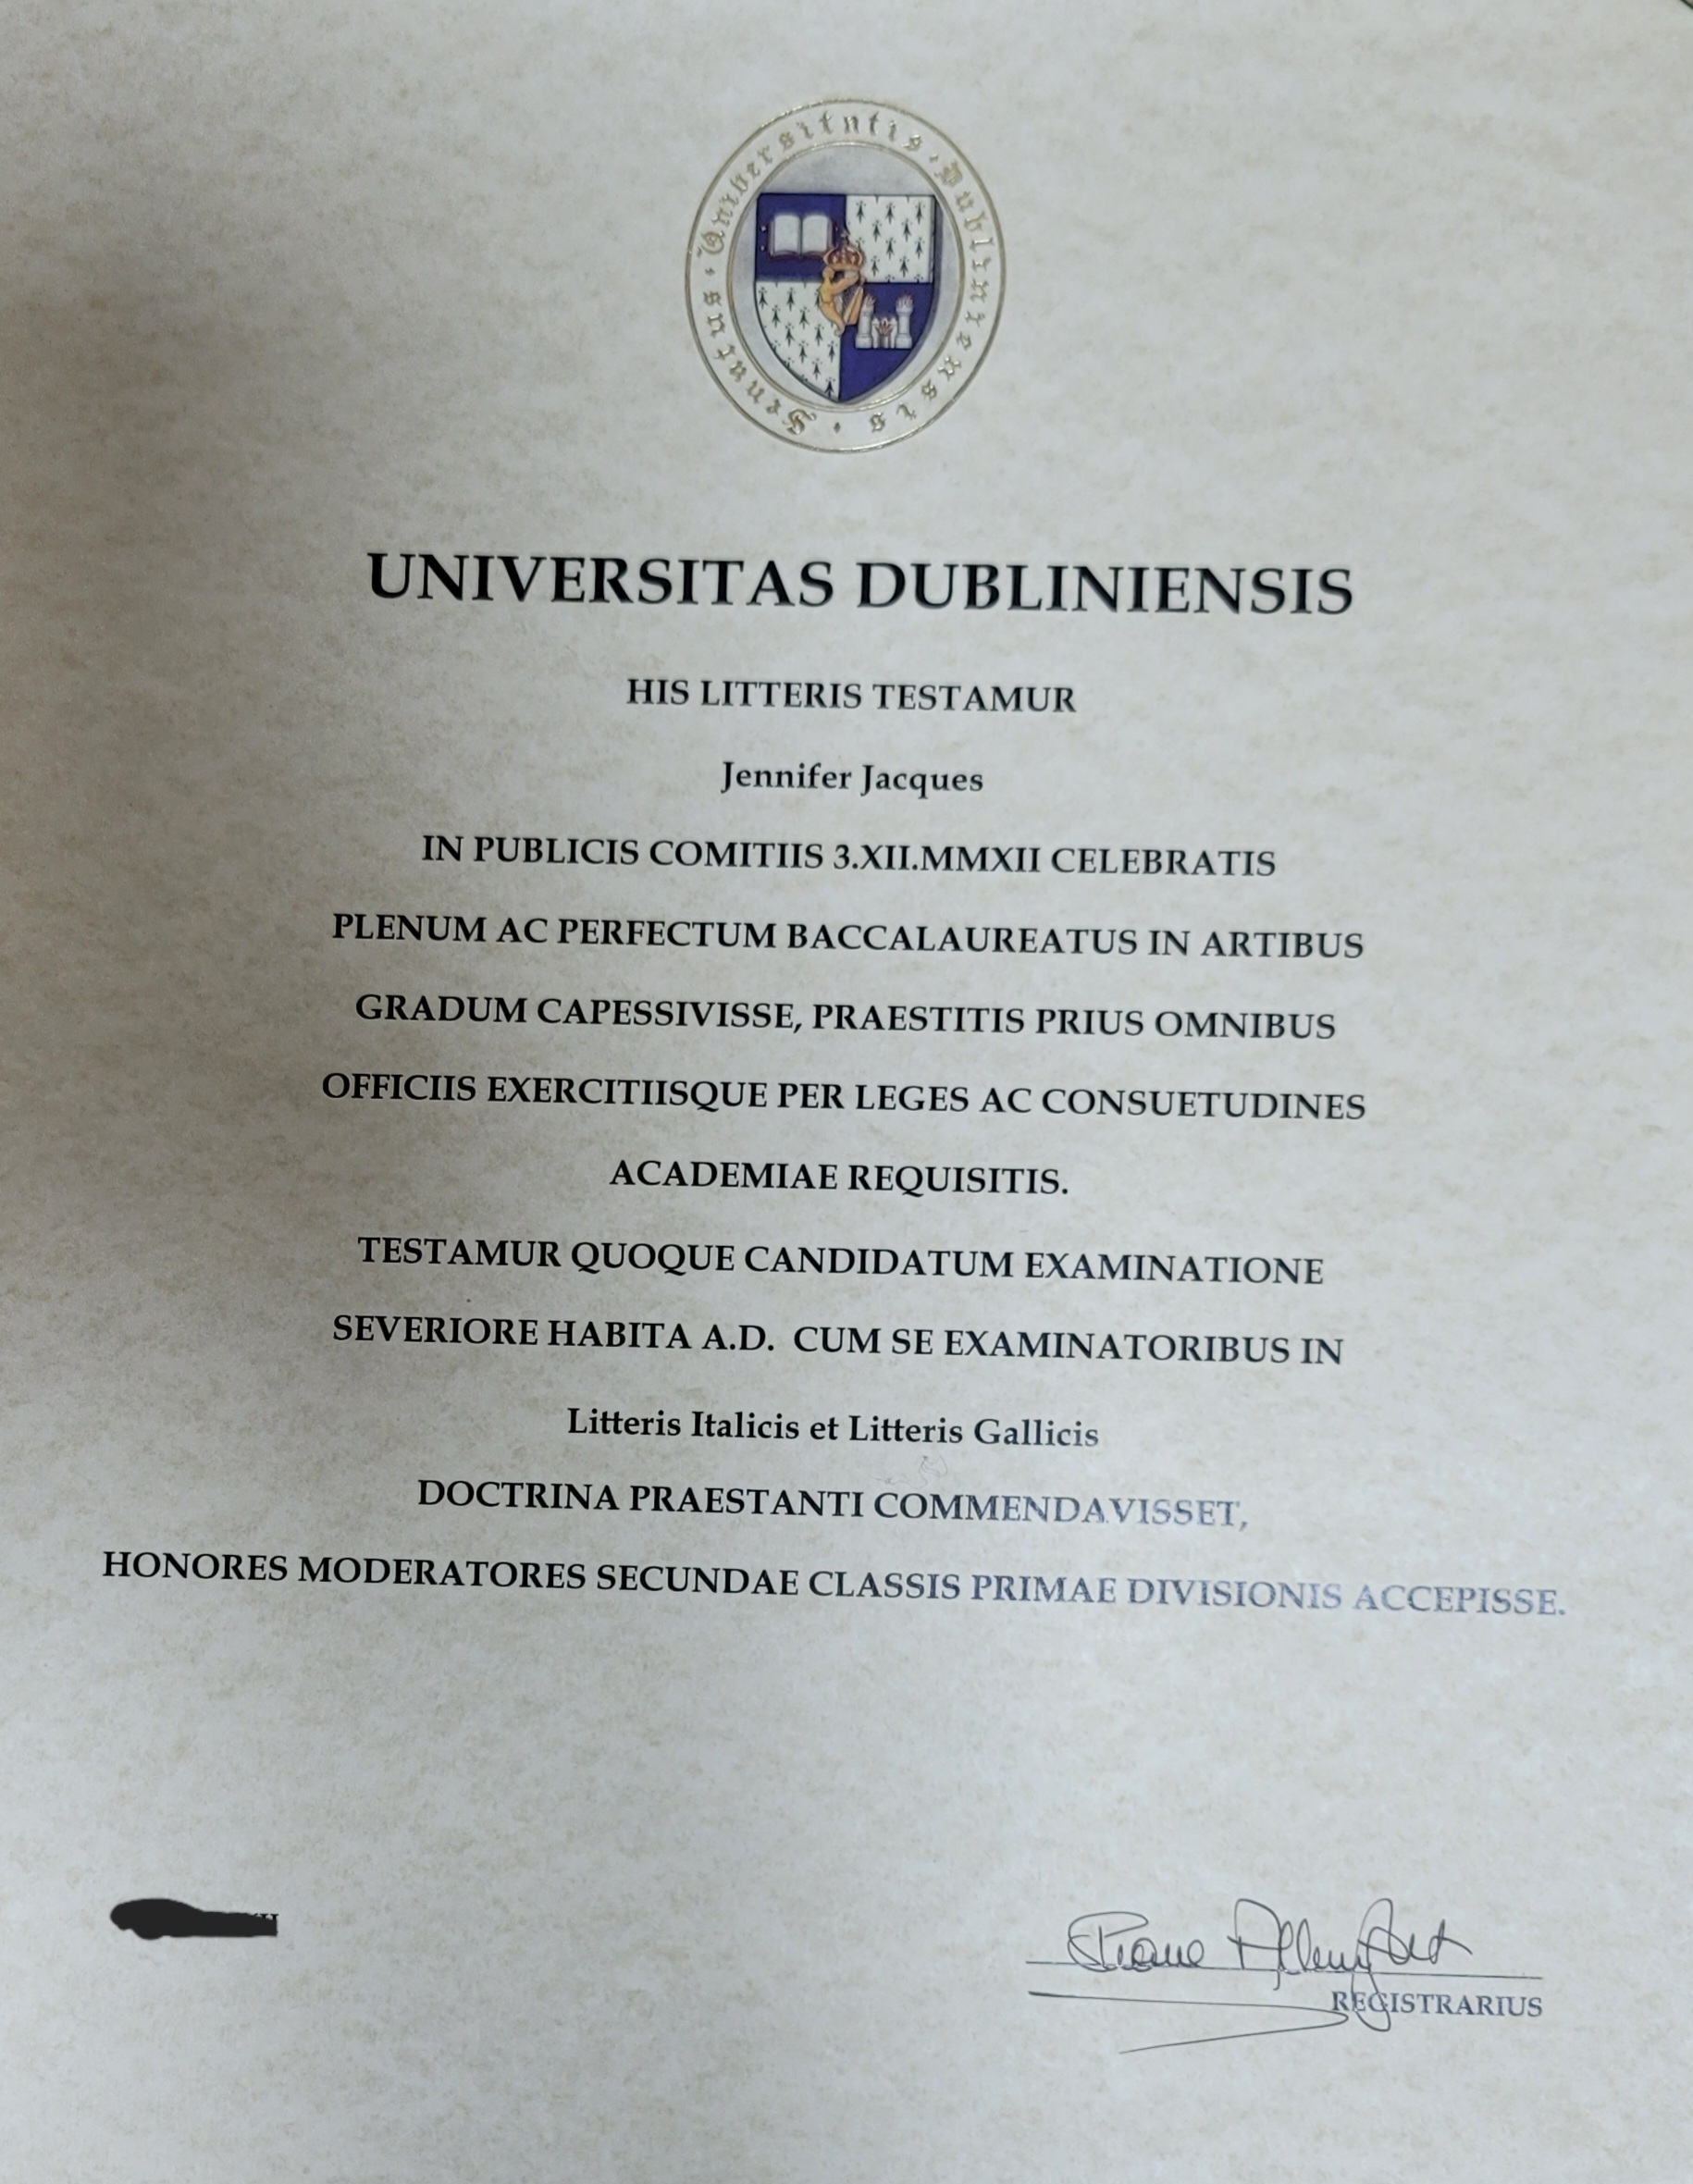 Senatus · Universitatis · Dubliniensis ·
UNIVERSITAS DUBLINIENSIS
HIS LITTERIS TESTAMUR
Jennifer Jacques
IN PUBLICIS COMITIIS 3.XII.MMXII CELEBRATIS
PLENUM AC PERFECTUM BACCALAUREATUS IN ARTIBUS
GRADUM CAPESSIVISSE, PRAESTITIS PRIUS OMNIBUS
OFFICIIS EXERCITIISQUE PER LEGES AC CONSUETUDINES
ACADEMIAE REQUISITIS.
TESTAMUR QUOQUE CANDIDATUM EXAMINATIONE
SEVERIORE HABITA A.D. CUM SE EXAMINATORIBUS IN
Litteris Italicis et Litteris Gallicis
DOCTRINA PRAESTANTI COMMENDAVISSET,
HONORES MODERATORES SECUNDAE CLASSIS PRIMAE DIVISIONIS ACCEPISSE.
REGISTRARIUS